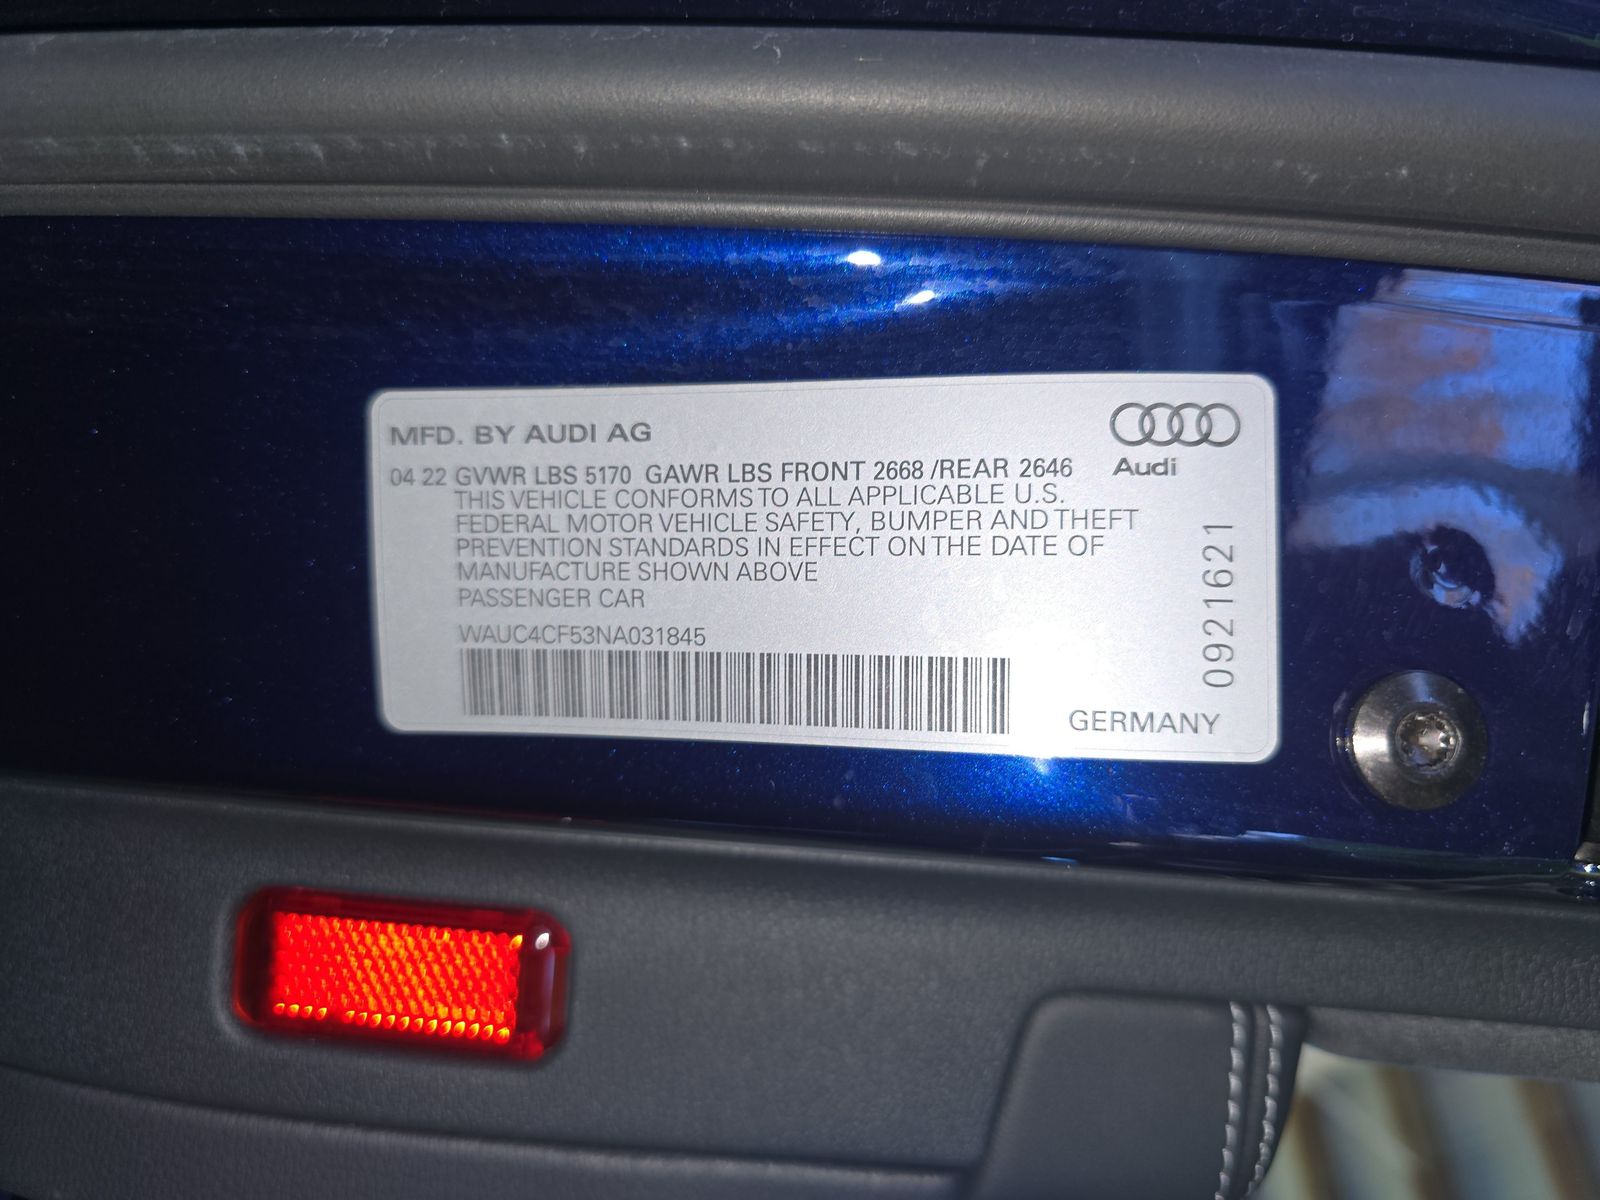 MFD. BY AUDI AG
Audi
04 22 GVWR LBS 5170 GAWR LBS FRONT 2668 /REAR 2646
THIS VEHICLE CONFORMS TO ALL APPLICABLE U.S.
FEDERAL MOTOR VEHICLE SAFETY, BUMPER AND THEFT
PREVENTION STANDARDS IN EFFECT ON THE DATE OF
MANUFACTURE SHOWN ABOVE
PASSENGER CAR
WAUC4CF53NA031845
0921621
GERMANY